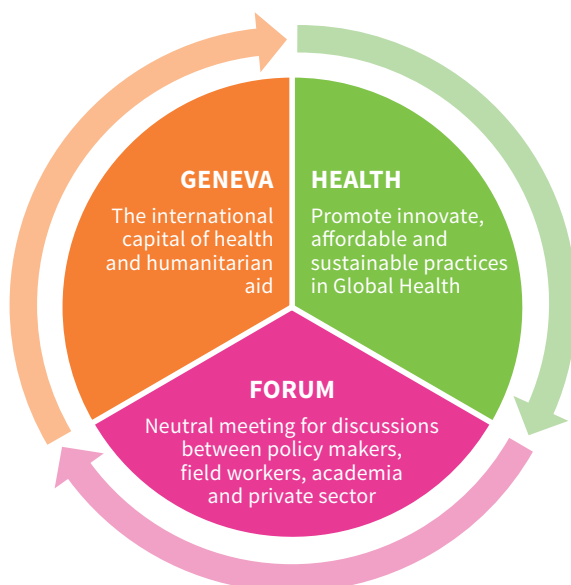 GENEVA
The international
capital of health
and humanitarian
aid
HEALTH
Promote innovate,
affordable and
sustainable practices
in Global Health
FORUM
Neutral meeting for discussions
between policy makers,
field workers, academia
and private sector